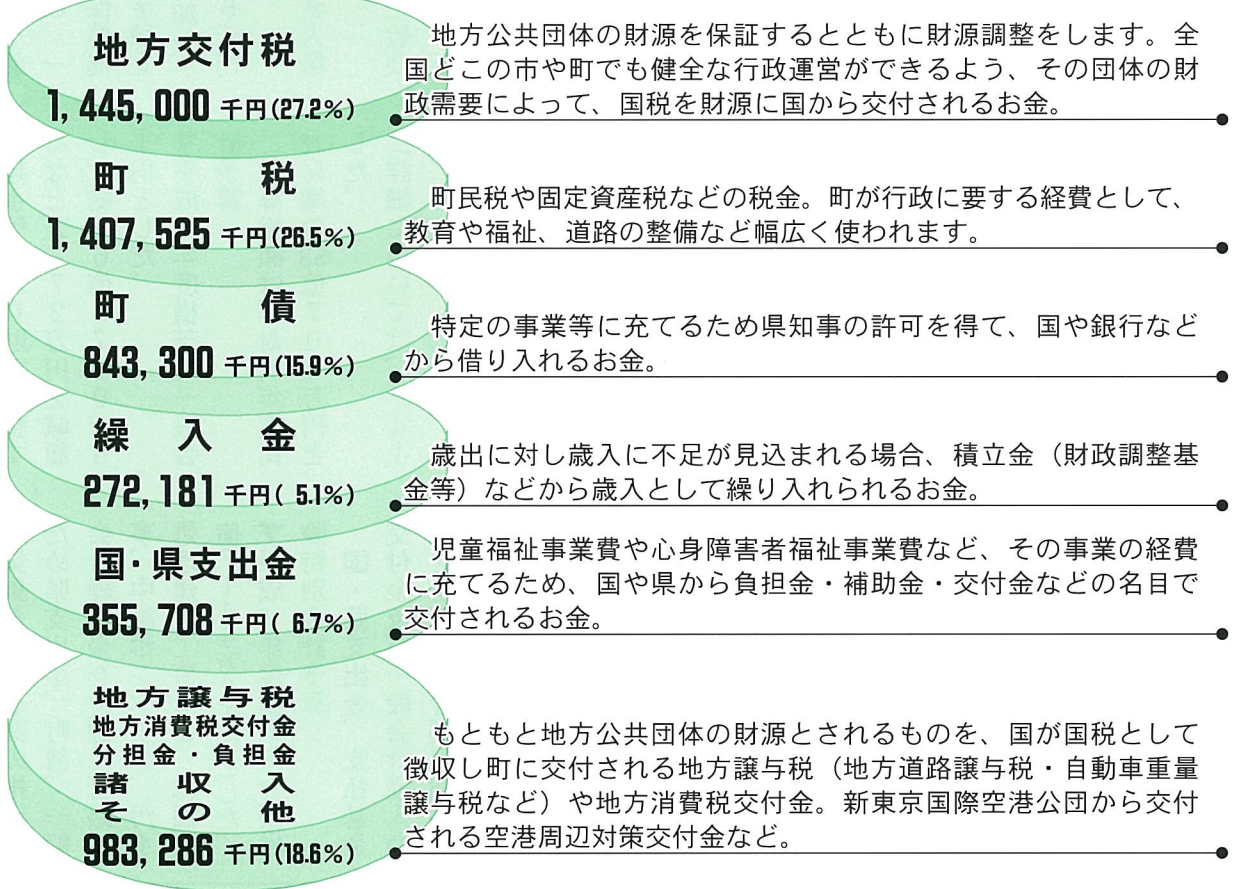 地方交付税
1,445,000 千円(27.2%)
地方公共団体の財源を保証するとともに財源調整をします。全
国どこの市や町でも健全な行政運営ができるよう、その団体の財
政需要によって、国税を財源に国から交付されるお金。
町税
1,407,525 千円(26.5%)
町民税や固定資産税などの税金。町が行政に要する経費として、
教育や福祉、道路の整備など幅広く使われます。
町債
843,300 千円(15.9%)
特定の事業等に充てるため県知事の許可を得て、国や銀行など
から借り入れるお金。
繰入金
272,181 千円( 5.1%)
歳出に対し歳入に不足が見込まれる場合、積立金（財政調整基
金等）などから歳入として繰り入れられるお金。
国・県支出金
355,708 千円( 6.7%)
児童福祉事業費や心身障害者福祉事業費など、その事業の経費
に充てるため、国や県から負担金・補助金・交付金などの名目で
交付されるお金。
地方譲与税
地方消費税交付金
分担金・負担金
諸収入
その他
983,286 千円(18.6%)
もともと地方公共団体の財源とされるものを、国が国税として
徴収し町に交付される地方譲与税（地方道路譲与税・自動車重量
譲与税など）や地方消費税交付金。新東京国際空港公団から交付
される空港周辺対策交付金など。